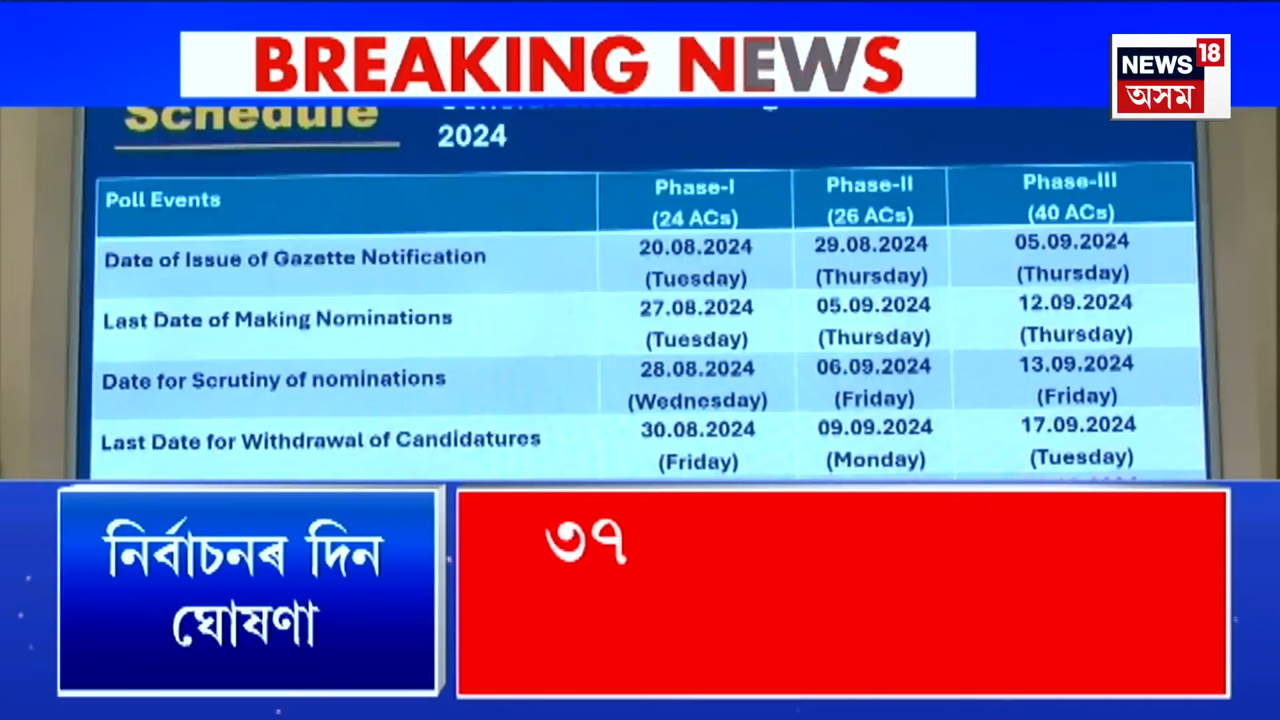 BREAKING NEWS
NEWS 18
অসম
Schedule
2024
Poll Events
Phase-I
(24 ACs)
Phase-II
(26 ACs)
Phase-III
(40 ACs)
Date of Issue of Gazette Notification
20.08.2024
(Tuesday)
29.08.2024
(Thursday)
05.09.2024
(Thursday)
Last Date of Making Nominations
27.08.2024
(Tuesday)
05.09.2024
(Thursday)
12.09.2024
(Thursday)
Date for Scrutiny of nominations
28.08.2024
(Wednesday)
06.09.2024
(Friday)
13.09.2024
(Friday)
Last Date for Withdrawal of Candidatures
30.08.2024
(Friday)
09.09.2024
(Monday)
17.09.2024
(Tuesday)
নিৰ্বাচনৰ দিন
ঘোষণা
৩৭